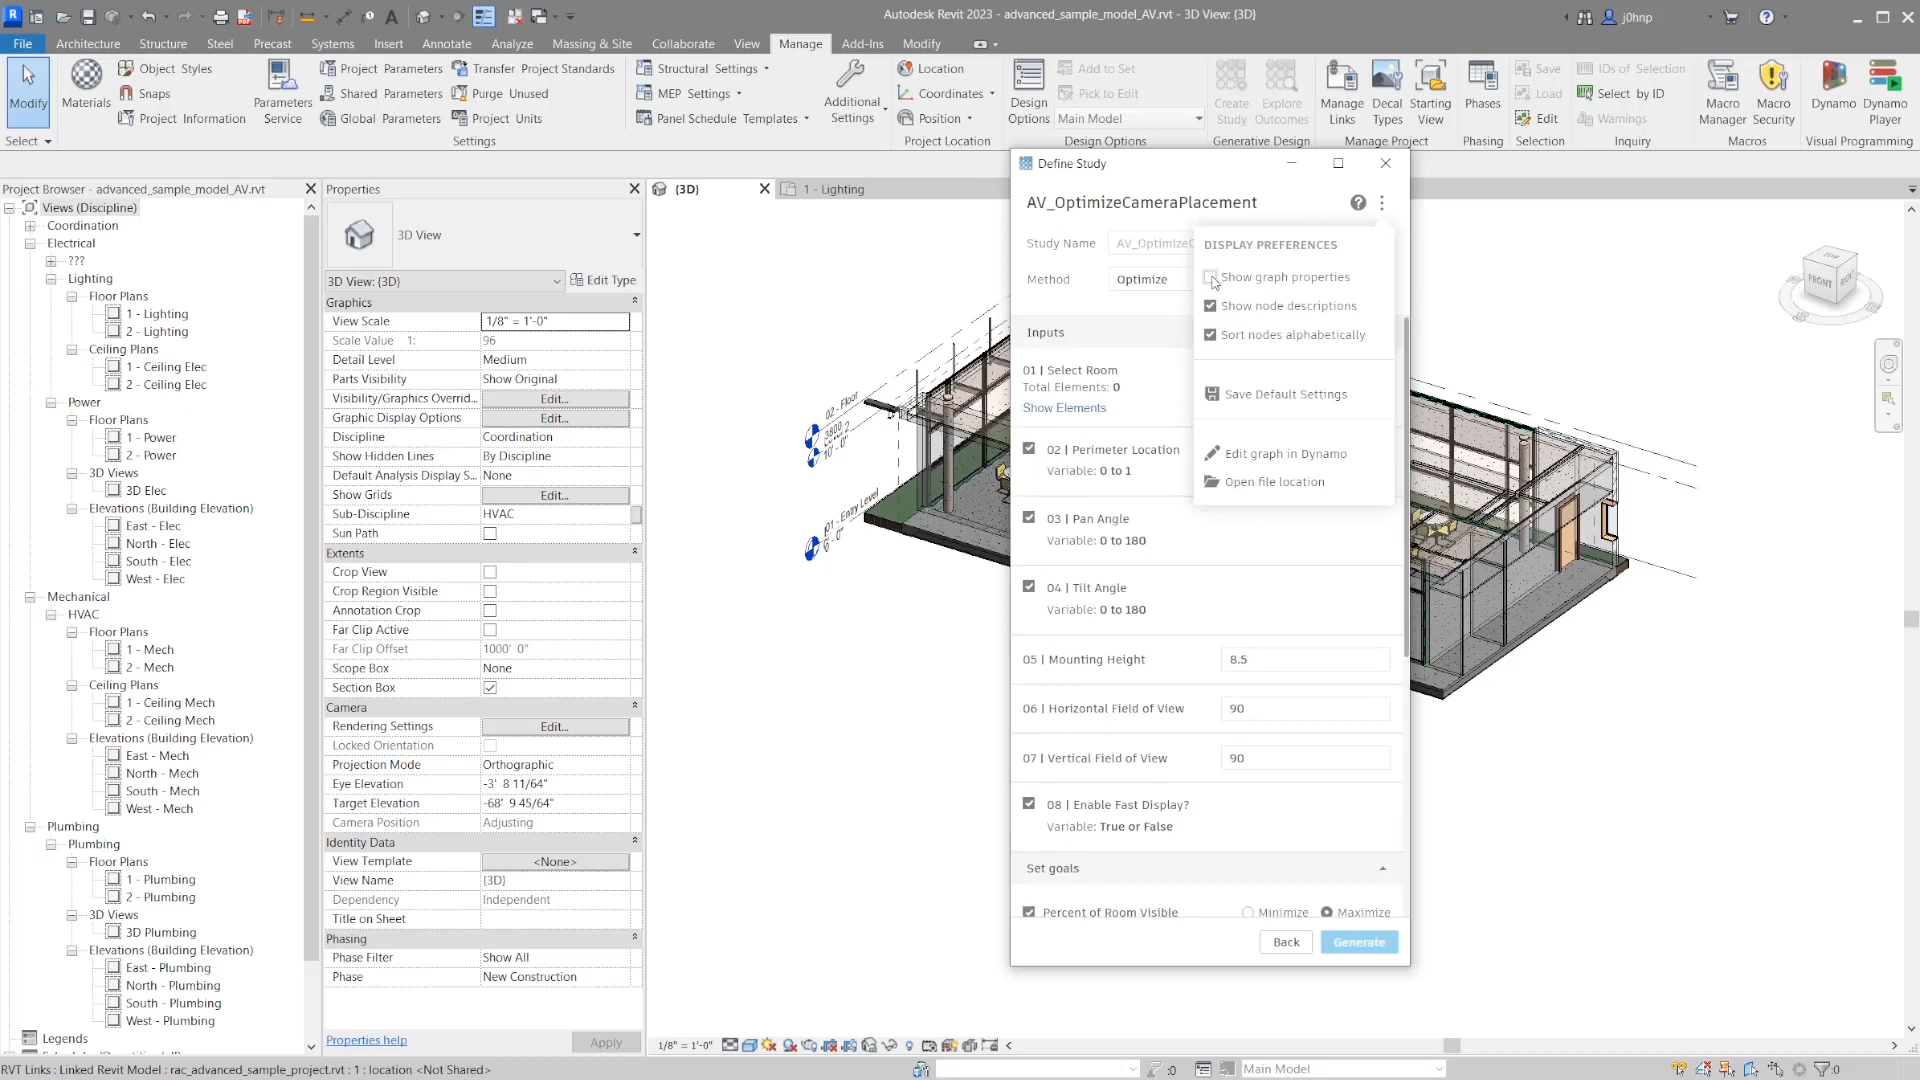 Autodesk Revit 2023 - advanced_sample_model_AV.rvt - 3D View: {3D}
j0hnp
File Architecture Structure Steel Precast Systems Insert Annotate Analyze Massing & Site Collaborate View Manage Add-Ins Modify
Modify
Select
Materials
Object Styles
Snaps
Project Information
Parameters Service
Project Parameters
Shared Parameters
Global Parameters
Transfer Project Standards
Purge Unused
Project Units
Settings
Structural Settings
MEP Settings
Panel Schedule Templates
Additional Settings
Location
Coordinates
Position
Project Location
Design Options
Add to Set
Pick to Edit
Main Model
Design Options
Create Study
Explore Outcomes
Generative Design
Manage Links
Decal Types
Starting View
Manage Project
Phases
Phasing
Save
Load
Edit
Selection
IDs of Selection
Select by ID
Warnings
Inquiry
Macro Manager
Macro Security
Macros
Dynamo
Dynamo Player
Visual Programming
Project Browser - advanced_sample_model_AV.rvt
Views (Discipline)
Coordination
Electrical
???
Lighting
Floor Plans
1 - Lighting
2 - Lighting
Ceiling Plans
1 - Ceiling Elec
2 - Ceiling Elec
Power
Floor Plans
1 - Power
2 - Power
3D Views
3D Elec
Elevations (Building Elevation)
East - Elec
North - Elec
South - Elec
West - Elec
Mechanical
HVAC
Floor Plans
1 - Mech
2 - Mech
Ceiling Plans
1 - Ceiling Mech
2 - Ceiling Mech
Elevations (Building Elevation)
East - Mech
North - Mech
South - Mech
West - Mech
Plumbing
Plumbing
Floor Plans
1 - Plumbing
2 - Plumbing
3D Views
3D Plumbing
Elevations (Building Elevation)
East - Plumbing
North - Plumbing
South - Plumbing
West - Plumbing
Legends
Properties
3D View
3D View: {3D}
Edit Type
Graphics
View Scale 1/8" = 1'-0"
Scale Value 1: 96
Detail Level Medium
Parts Visibility Show Original
Visibility/Graphics Overrid... Edit...
Graphic Display Options Edit...
Discipline Coordination
Show Hidden Lines By Discipline
Default Analysis Display S... None
Show Grids Edit...
Sub-Discipline HVAC
Sun Path
Extents
Crop View
Crop Region Visible
Annotation Crop
Far Clip Active
Far Clip Offset 1000' 0"
Scope Box None
Section Box
Camera
Rendering Settings Edit...
Locked Orientation
Projection Mode Orthographic
Eye Elevation -3' 8 11/64"
Target Elevation -68' 9 45/64"
Camera Position Adjusting
Identity Data
View Template <None>
View Name {3D}
Dependency Independent
Title on Sheet
Phasing
Phase Filter Show All
Phase New Construction
Properties help
Apply
{3D}
1 - Lighting
02 - Floor
3800
10' - 0"
01 - Entry Level
FRONT
Define Study
AV_OptimizeCameraPlacement
Study Name AV_OptimizeC
Method Optimize
Inputs
01 | Select Room
Total Elements: 0
Show Elements
02 | Perimeter Location
Variable: 0 to 1
03 | Pan Angle
Variable: 0 to 180
04 | Tilt Angle
Variable: 0 to 180
05 | Mounting Height 8.5
06 | Horizontal Field of View 90
07 | Vertical Field of View 90
08 | Enable Fast Display?
Variable: True or False
Set goals
Percent of Room Visible Minimize Maximize
Back Generate
DISPLAY PREFERENCES
Show graph properties
Show node descriptions
Sort nodes alphabetically
Save Default Settings
Edit graph in Dynamo
Open file location
1/8" = 1'-0"
RVT Links : Linked Revit Model : rac_advanced_sample_project.rvt : 1 : location <Not Shared>
:0
Main Model
:0